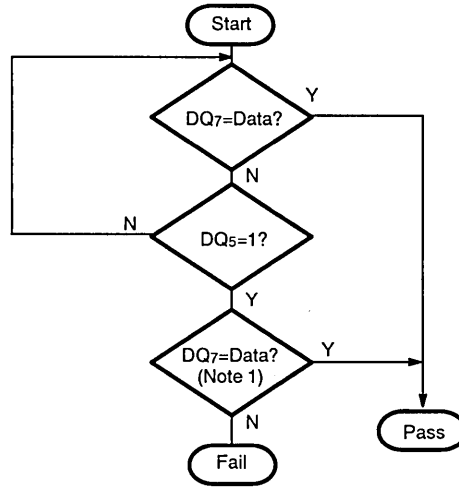 Start
Y
DQ7=Data?
N
N
DQ5=1?
Y
DQ7=Data?
(Note 1)
Y
N
Pass
Fail